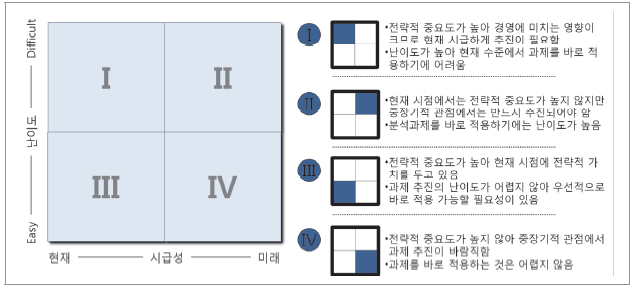 Difficult
난이도
Easy
I
II
III
IV
현재
시급성
미래
I
•전략적 중요도가 높아 경영에 미치는 영향이
크므로 현재 시급하게 추진이 필요함
•난이도가 높아 현재 수준에서 과제를 바로 적
용하기에 어려움
II
•현재 시점에서는 전략적 중요도가 높지 않지만
중장기적 관점에서는 반드시 수진되어야 함
•분석과제를 바로 적용하기에는 난이도가 높음
III
•전략적 중요도가 높아 현재 시점에 전략적 가
치를 두고 있음
•과제 추진의 난이도가 어렵지 않아 우선적으로
바로 적용 가능할 필요성이 있음
IV
•전략적 중요도가 높지 않아 중장기적 관점에서
과제 추진이 바람직함
•과제를 바로 적용하는 것은 어렵지 않음